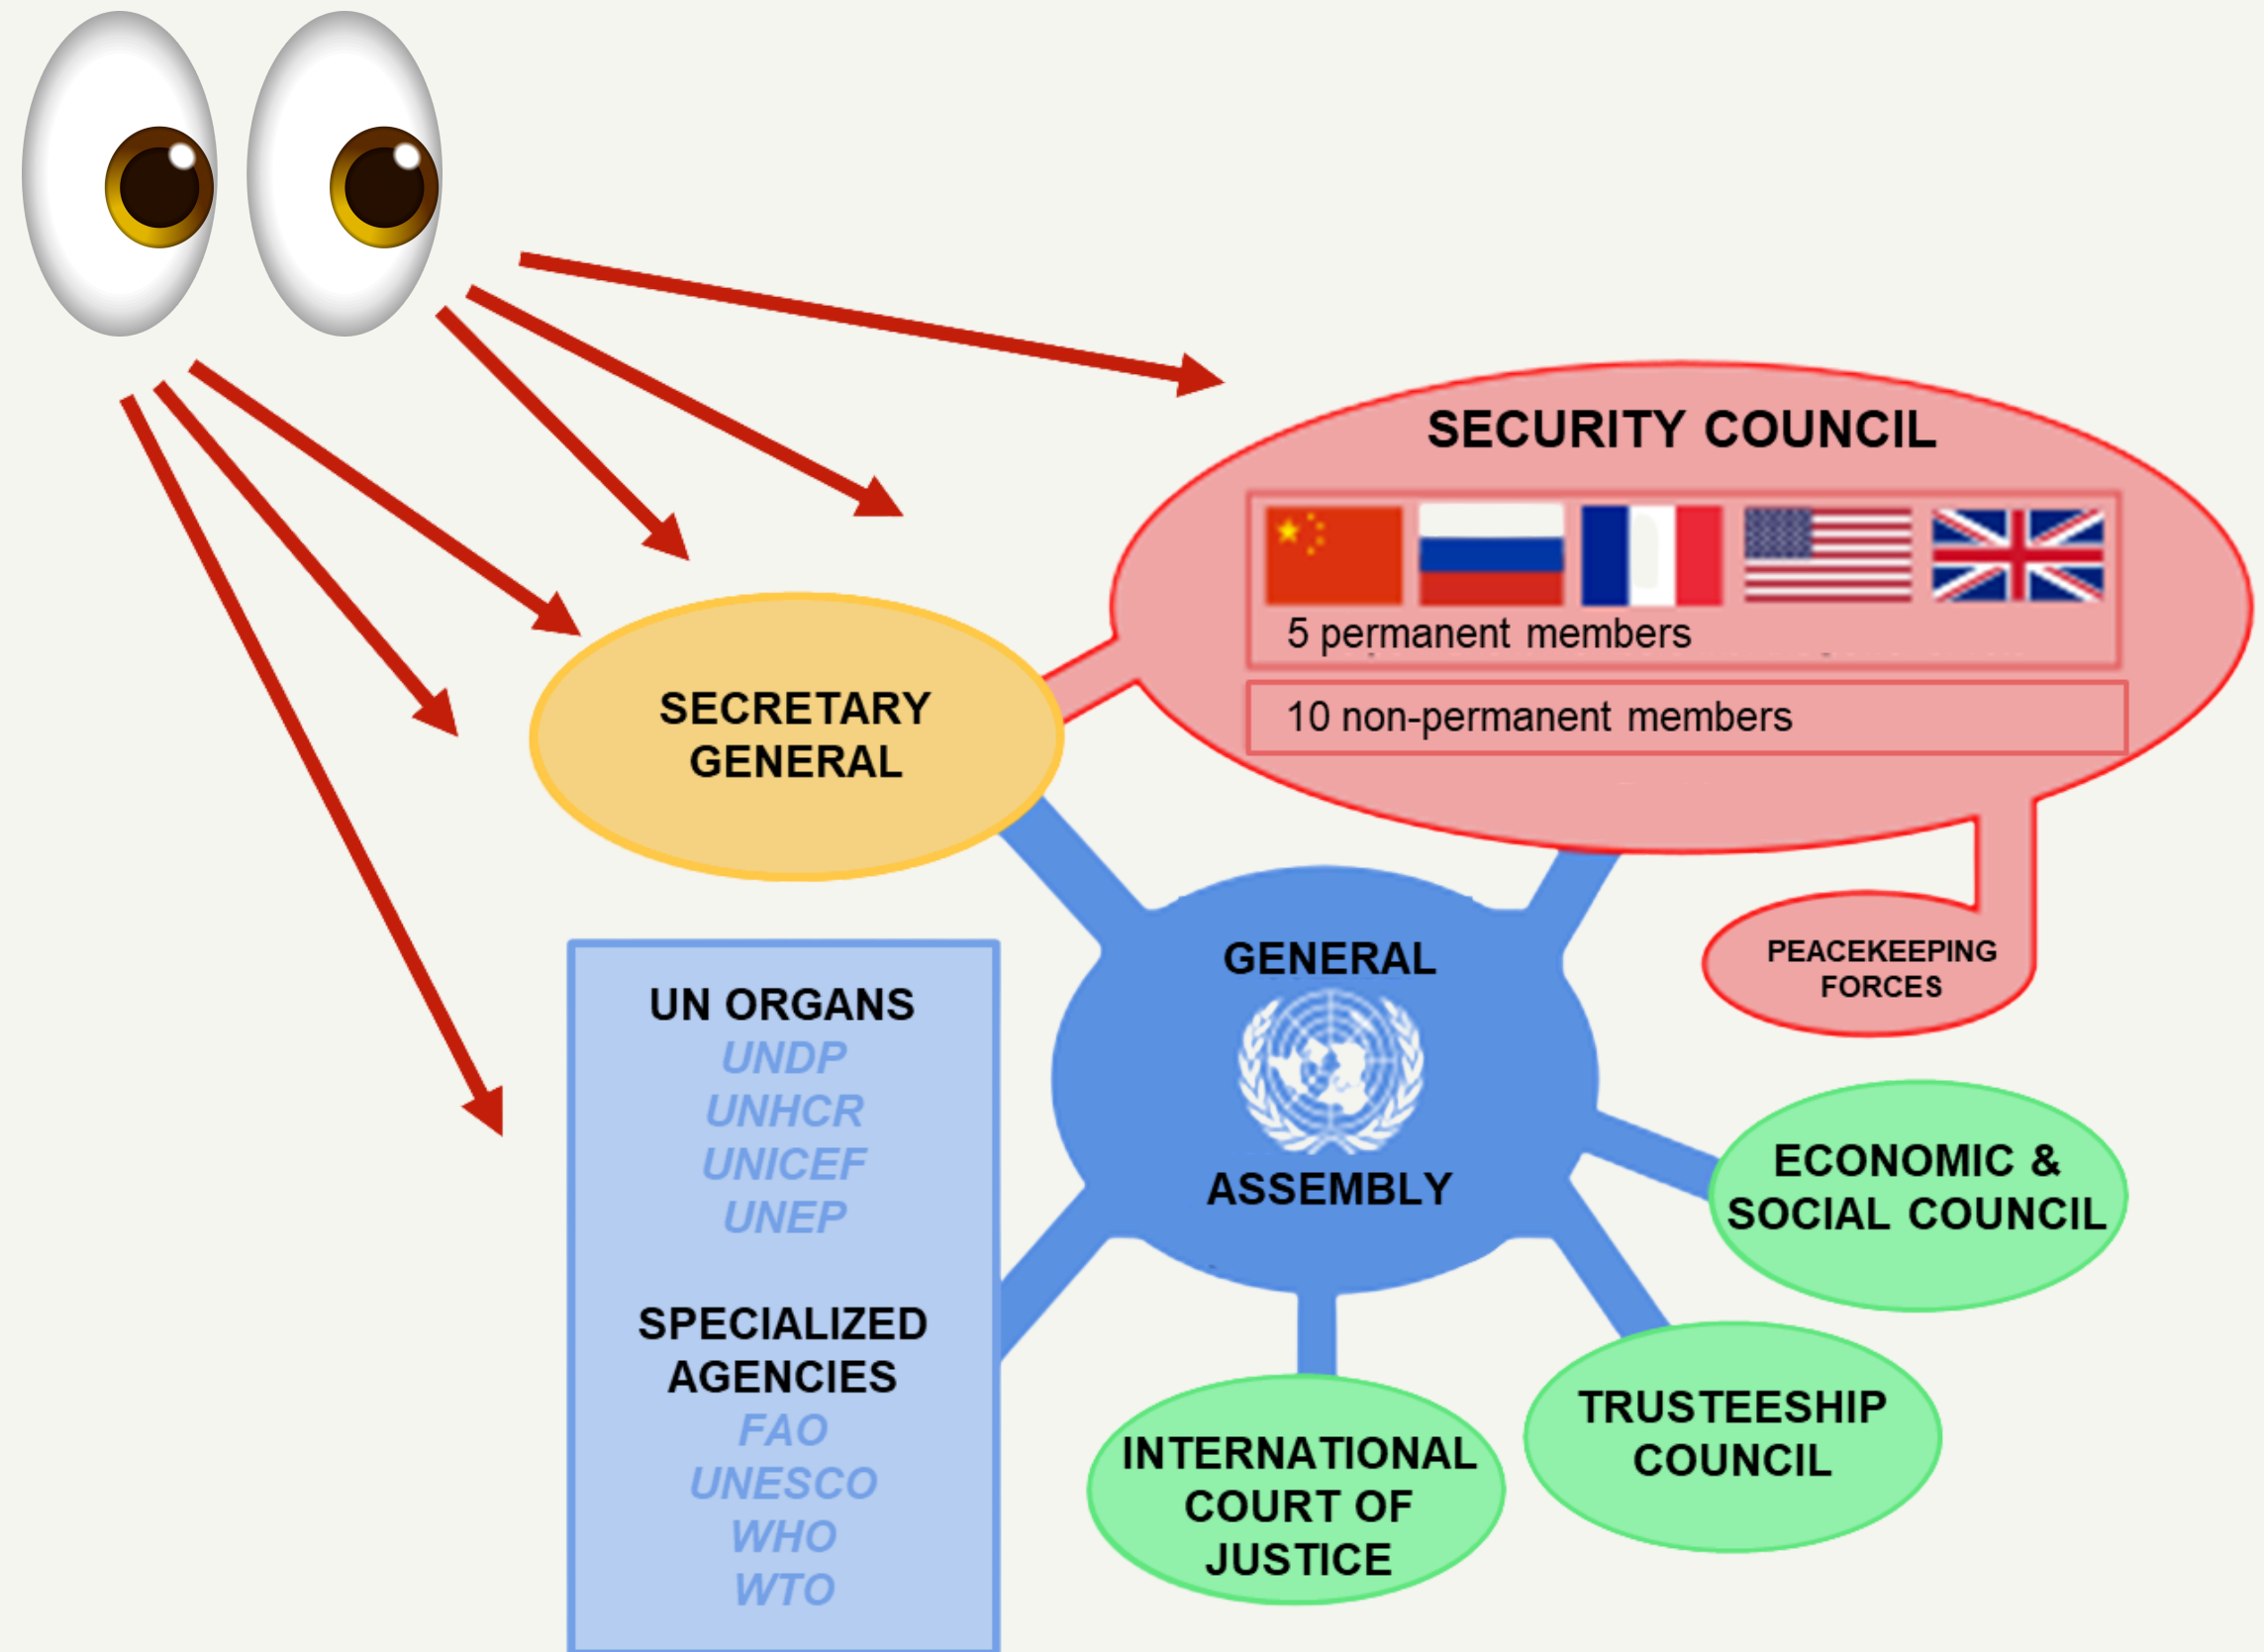 SECURITY COUNCIL
5 permanent members
10 non-permanent members
SECRETARY
GENERAL
PEACEKEEPING
FORCES
GENERAL
ASSEMBLY
UN ORGANS
UNDP
UNHCR
UNICEF
UNEP
SPECIALIZED
AGENCIES
FAO
UNESCO
WHO
WTO
ECONOMIC &
SOCIAL COUNCIL
TRUSTEESHIP
COUNCIL
INTERNATIONAL
COURT OF
JUSTICE